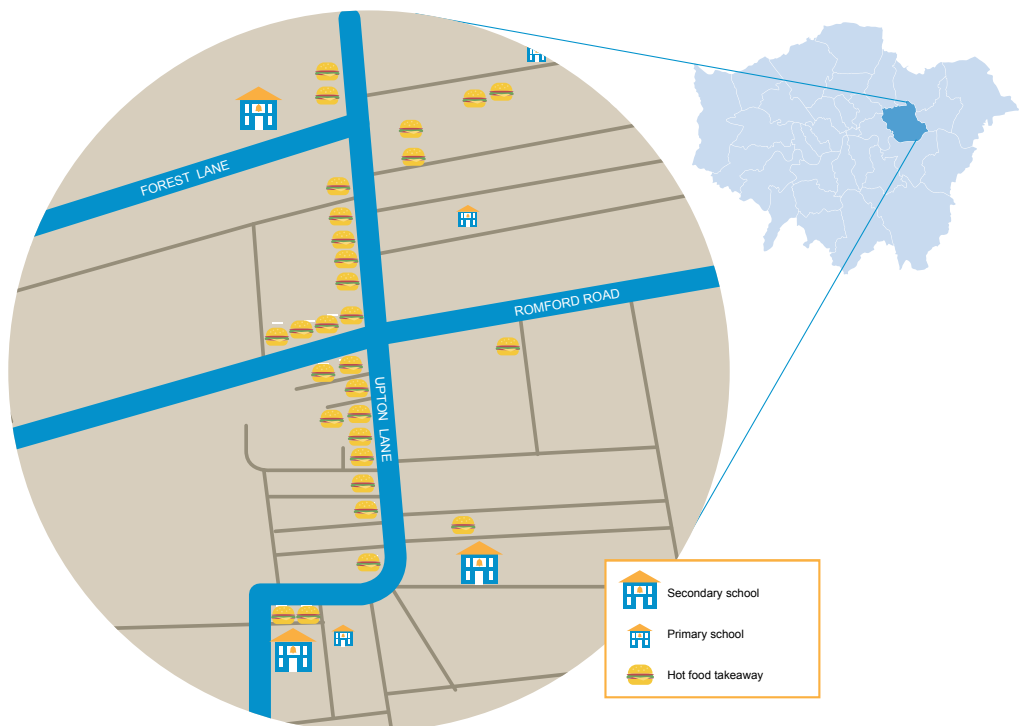 FOREST LANE
ROMFORD ROAD
UPTON LANE
Secondary school
Primary school
Hot food takeaway